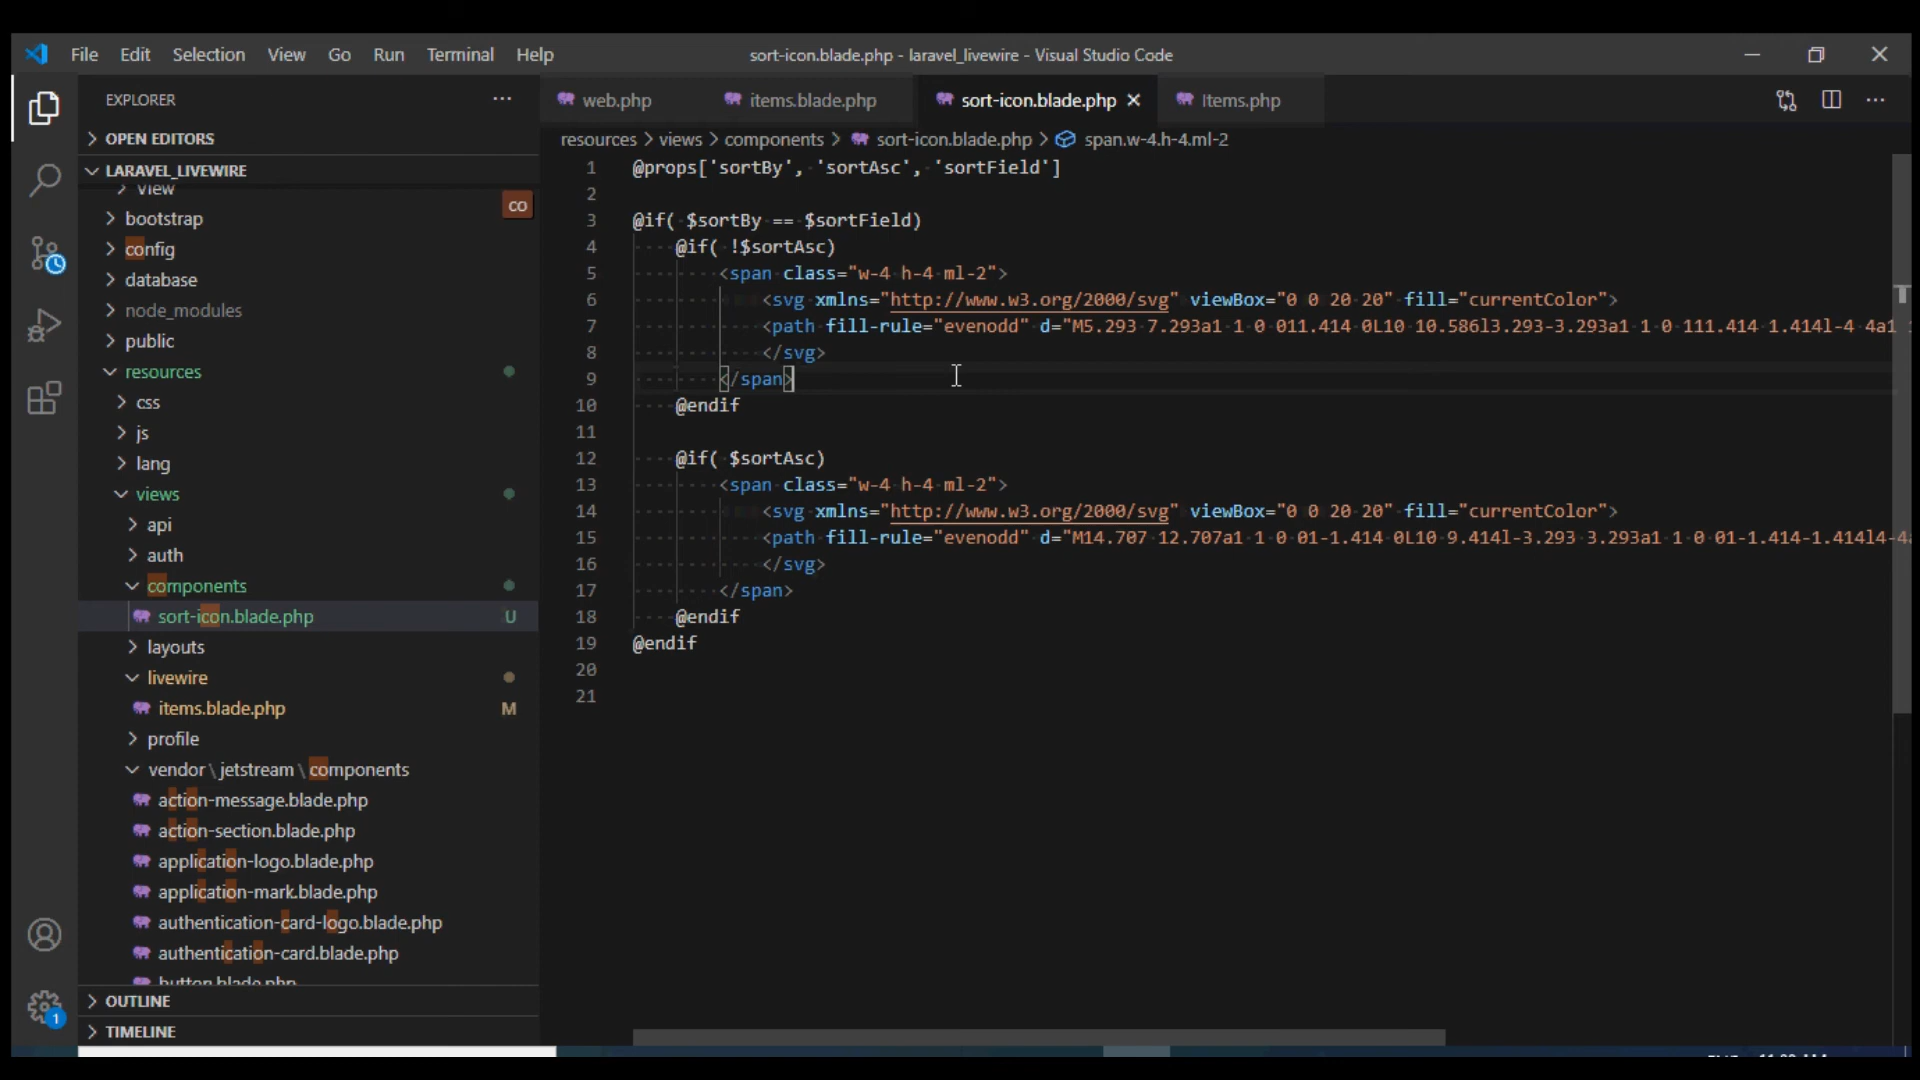 File Edit Selection View Go Run Terminal Help
sort-icon.blade.php - laravel_livewire - Visual Studio Code
EXPLORER
OPEN EDITORS
LARAVEL_LIVEWIRE
View
co
bootstrap
config
database
node_modules
public
resources
css
js
lang
views
api
auth
components
sort-icon.blade.php U
layouts
livewire
items.blade.php M
profile
vendor\jetstream\components
action-message.blade.php
action-section.blade.php
application-logo.blade.php
application-mark.blade.php
authentication-card-logo.blade.php
authentication-card.blade.php
button.blade.php
OUTLINE
TIMELINE
1
web.php items.blade.php sort-icon.blade.php Items.php
resources > views > components > sort-icon.blade.php > span.w-4.h-4.ml-2
1 @props['sortBy', 'sortAsc', 'sortField']
2
3 @if( $sortBy == $sortField)
4 @if( !$sortAsc)
5 <span class="w-4 h-4 ml-2">
6 <svg xmlns="http://www.w3.org/2000/svg" viewBox="0 0 20 20" fill="currentColor">
7 <path fill-rule="evenodd" d="M5.293 7.293a1 1 0 011.414 0L10 10.586l3.293-3.293a1 1 0 111.414 1.414l-4 4a1
8 </svg>
9 </span>
10 @endif
11
12 @if( $sortAsc)
13 <span class="w-4 h-4 ml-2">
14 <svg xmlns="http://www.w3.org/2000/svg" viewBox="0 0 20 20" fill="currentColor">
15 <path fill-rule="evenodd" d="M14.707 12.707a1 1 0 01-1.414 0L10 9.414l-3.293 3.293a1 1 0 01-1.414-1.414l4-4a
16 </svg>
17 </span>
18 @endif
19 @endif
20
21